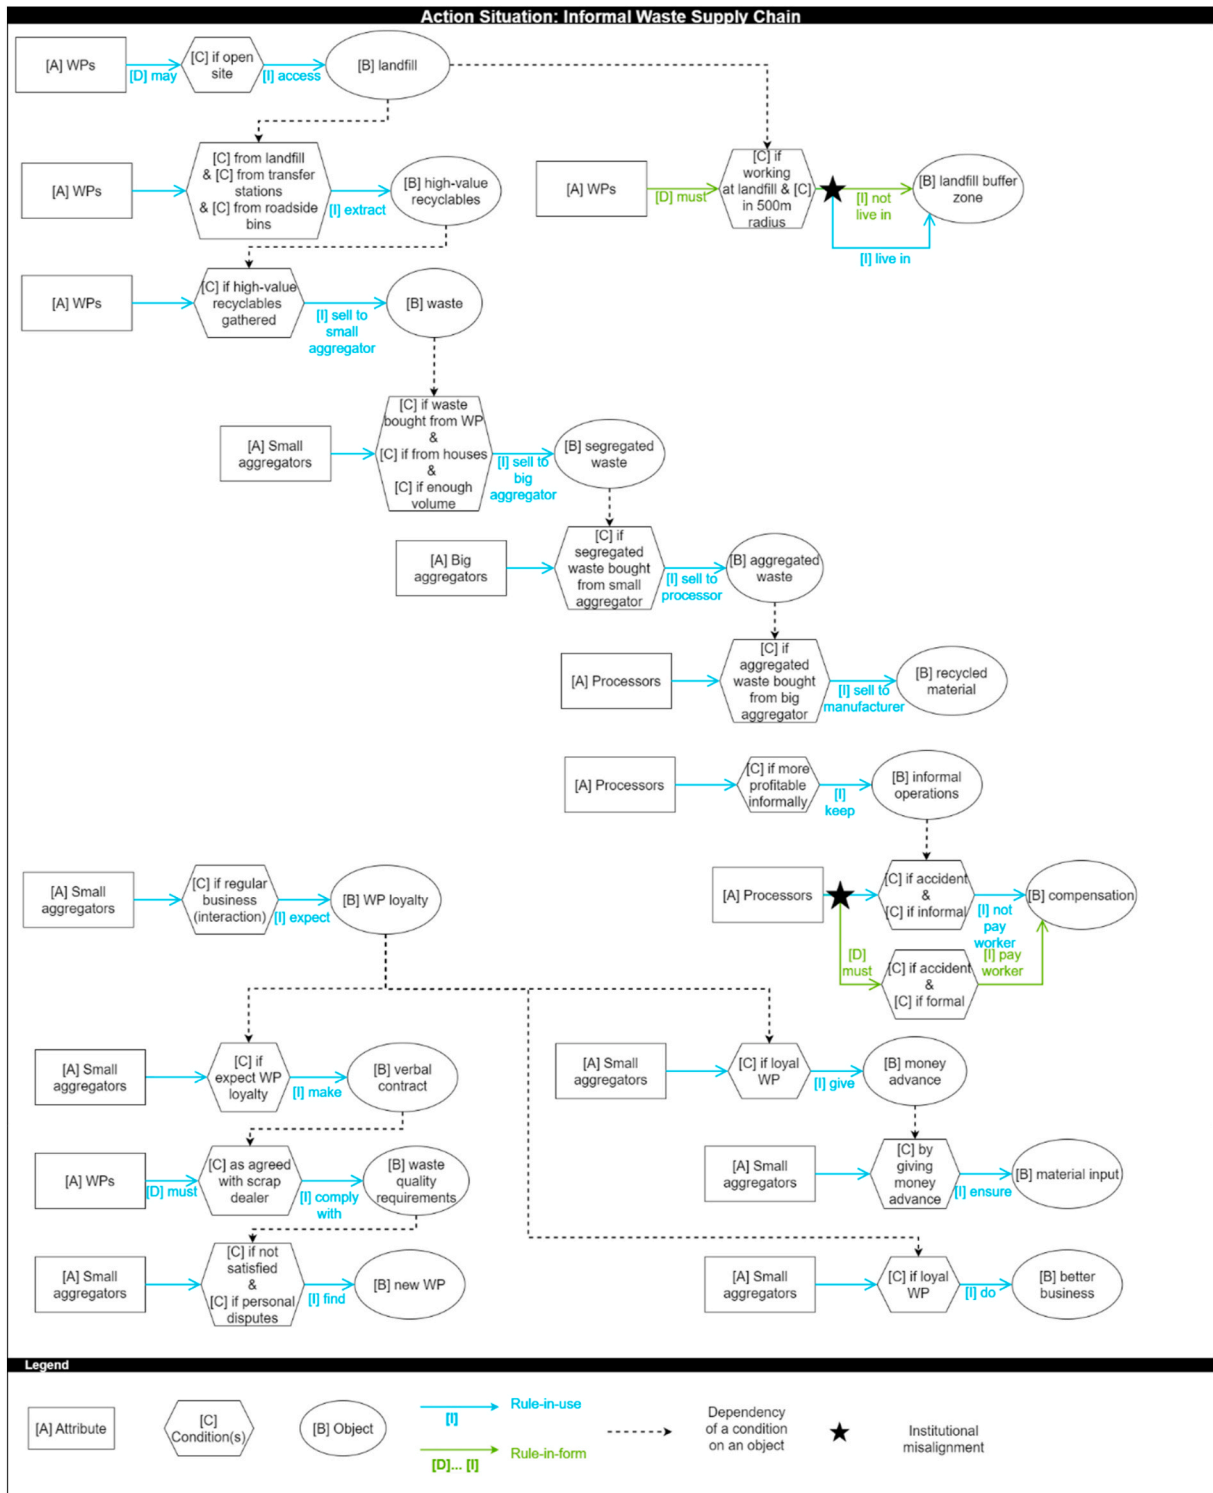 Action Situation: Informal Waste Supply Chain
[A] WPs
[D] may
[C] if open
site
[I] access
[B] landfill
[A] WPs
[C] from landfill
& [C] from transfer
stations
& [C] from roadside
bins
[I] extract
[B] high-value
recyclables
[A] WPs
[D] must
[C] if
working
at landfill & [C]
in 500m
radius
[I] not
live in
[I] live in
[B] landfill buffer
zone
[A] WPs
[C] if high-value
recyclables
gathered
[I] sell to
small
aggregator
[B] waste
[A] Small
aggregators
[C] if waste
bought from WP
&
[C] if from houses
&
[C] if enough
volume
[I] sell to
big
aggregator
[B] segregated
waste
[A] Big
aggregators
[C] if
segregated
waste bought
from small
aggregator
[I] sell to
processor
[B] aggregated
waste
[A] Processors
[C] if
aggregated
waste bought
from big
aggregator
[I] sell to
manufacturer
[B] recycled
material
[A] Processors
[C] if more
profitable
informally
[I]
keep
[B] informal
operations
[A] Small
aggregators
[C] if regular
business
(interaction)
[I] expect
[B] WP loyalty
[A] Processors
[C] if accident
&
[C] if informal
[I] not
pay
worker
[B] compensation
[D]
must
[C] if accident
&
[C] if formal
[I] pay
worker
[A] Small
aggregators
[C] if
expect WP
loyalty
[I] make
[B] verbal
contract
[A] Small
aggregators
[C] if loyal
WP
[I] give
[B] money
advance
[A] WPs
[D] must
[C] as agreed
with scrap
dealer
[I] comply
with
[B] waste
quality
requirements
[A] Small
aggregators
[C] by
giving
money
advance
[I] ensure
[B] material input
[A] Small
aggregators
[C] if not
satisfied
&
[C] if personal
disputes
[I] find
[B] new WP
[A] Small
aggregators
[C] if loyal
WP
[I] do
[B] better
business
Legend
[A] Attribute
[C]
Condition(s)
[B] Object
[I]
Rule-in-use
[D]... [I]
Rule-in-form
Dependency
of a condition
on an object
Institutional
misalignment